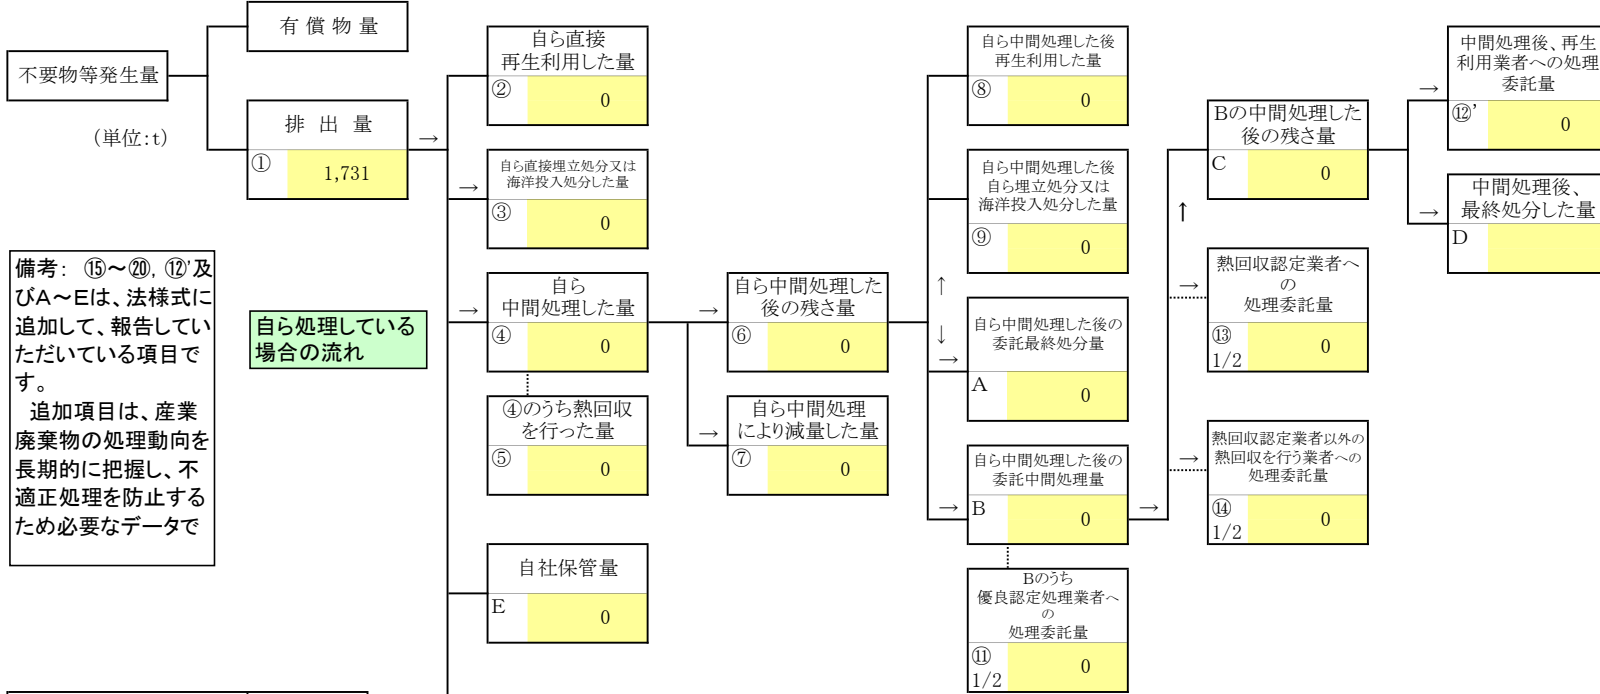 不要物等発生量
有 償 物 量
(単位:t)
排 出 量
①
1,731
→
備考: ⑮～⑳, ⑫'及
びA～Eは、法様式に
追加して、報告してい
ただいている項目で
す。
追加項目は、産業
廃棄物の処理動向を
長期的に把握し、不
適正処理を防止する
ため必要なデータで
自ら処理している
場合の流れ
自ら直接
再生利用した量
②
0
→
自ら直接埋立処分又は
海洋投入処分した量
③
0
→
自ら
中間処理した量
④
0
④のうち熱回収
を行った量
⑤
0
自社保管量
E
0
→
自ら中間処理した
後の残さ量
⑥
0
→
自ら中間処理
により減量した量
⑦
0
自ら中間処理した後
再生利用した量
⑧
0
自ら中間処理した後
自ら埋立処分又は
海洋投入処分した量
⑨
0
↑
↓
→
自ら中間処理した後の
委託最終処分量
A
0
→
自ら中間処理した後の
委託中間処理量
B
0
Bのうち
優良認定処理業者へ
の
処理委託量
⑪
1/2
0
→
↑
Bの中間処理した
後の残さ量
C
0
→
熱回収認定業者へ
の
処理委託量
⑬
1/2
0
→
熱回収認定業者以外の
熱回収を行う業者への
処理委託量
⑭
1/2
0
→
中間処理後、再生
利用業者への処理
委託量
⑫'
0
→
中間処理後、
最終処分した量
D